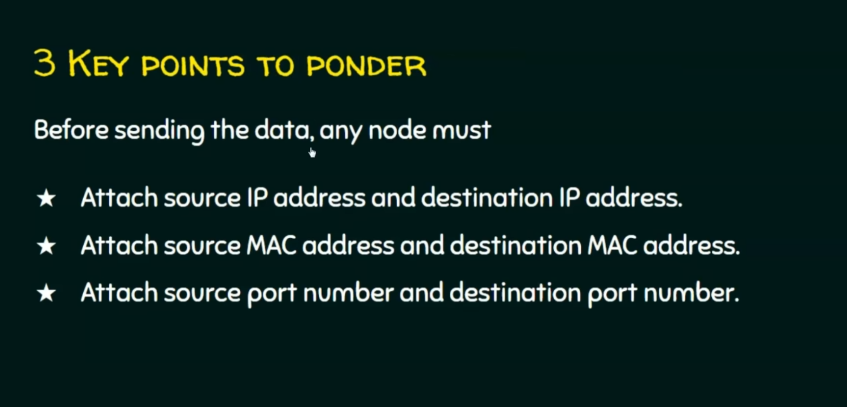 3 Key points to ponder
Before sending the data, any node must
★ Attach source IP address and destination IP address.
★ Attach source MAC address and destination MAC address.
★ Attach source port number and destination port number.